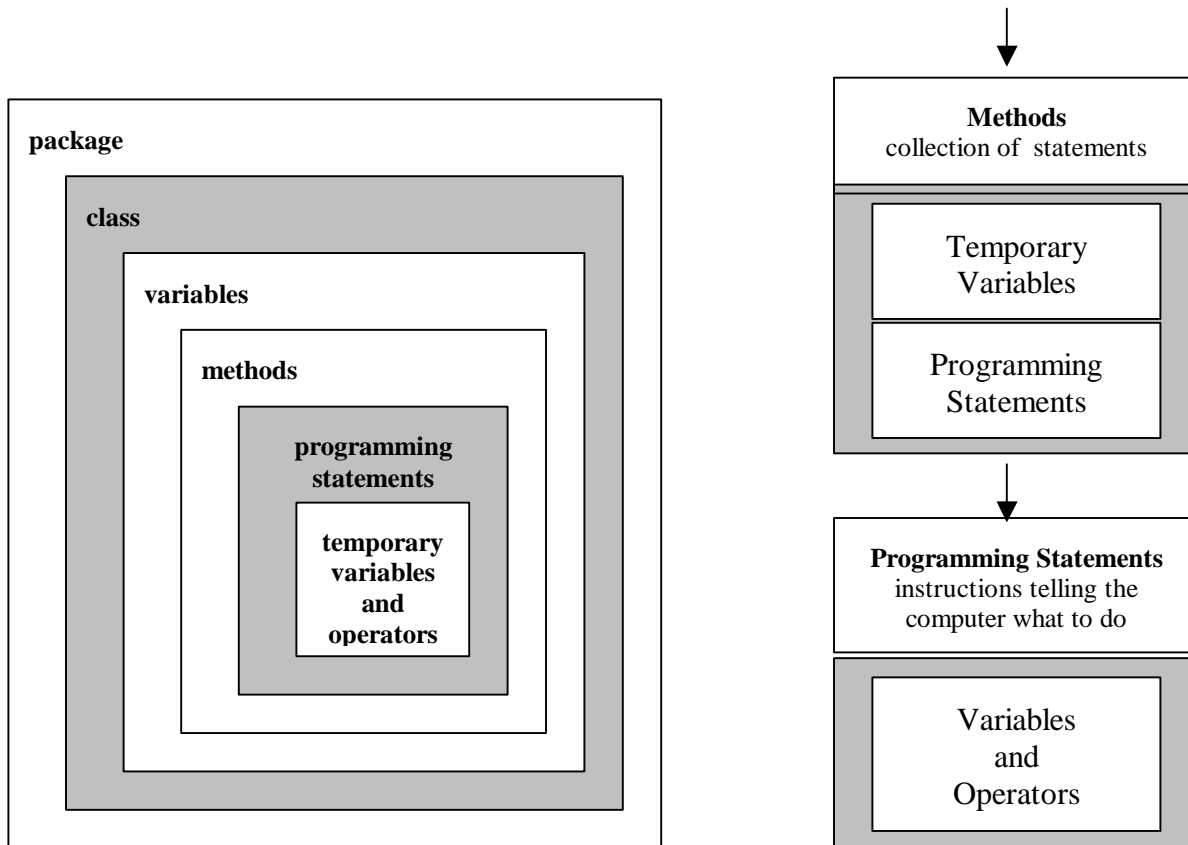 package
class
variables
methods
programming
statements
temporary
variables
and
operators
Methods
collection of statements
Temporary
Variables
Programming
Statements
Programming Statements
instructions telling the
computer what to do
Variables
and
Operators